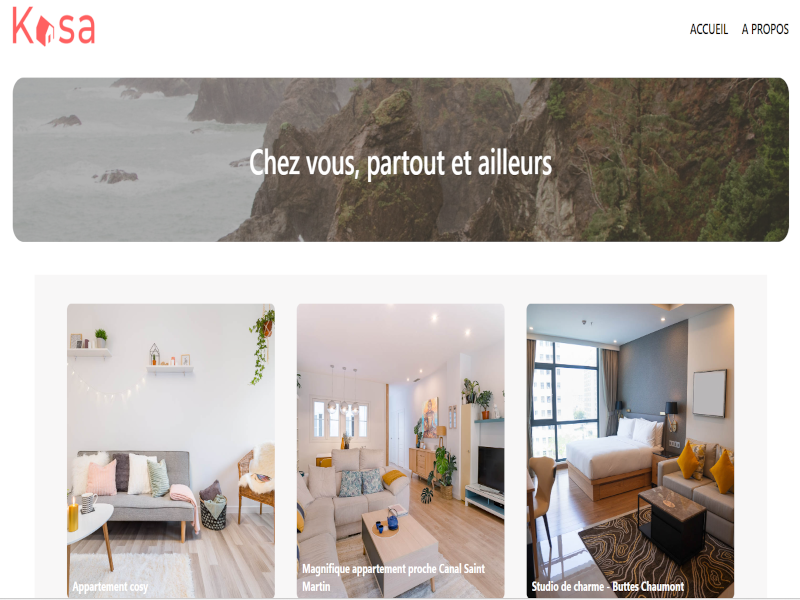 Kasa
ACCUEIL A PROPOS
Chez vous, partout et ailleurs
Appartement cosy
Magnifique appartement proche Canal Saint
Martin
Studio de charme - Buttes Chaumont